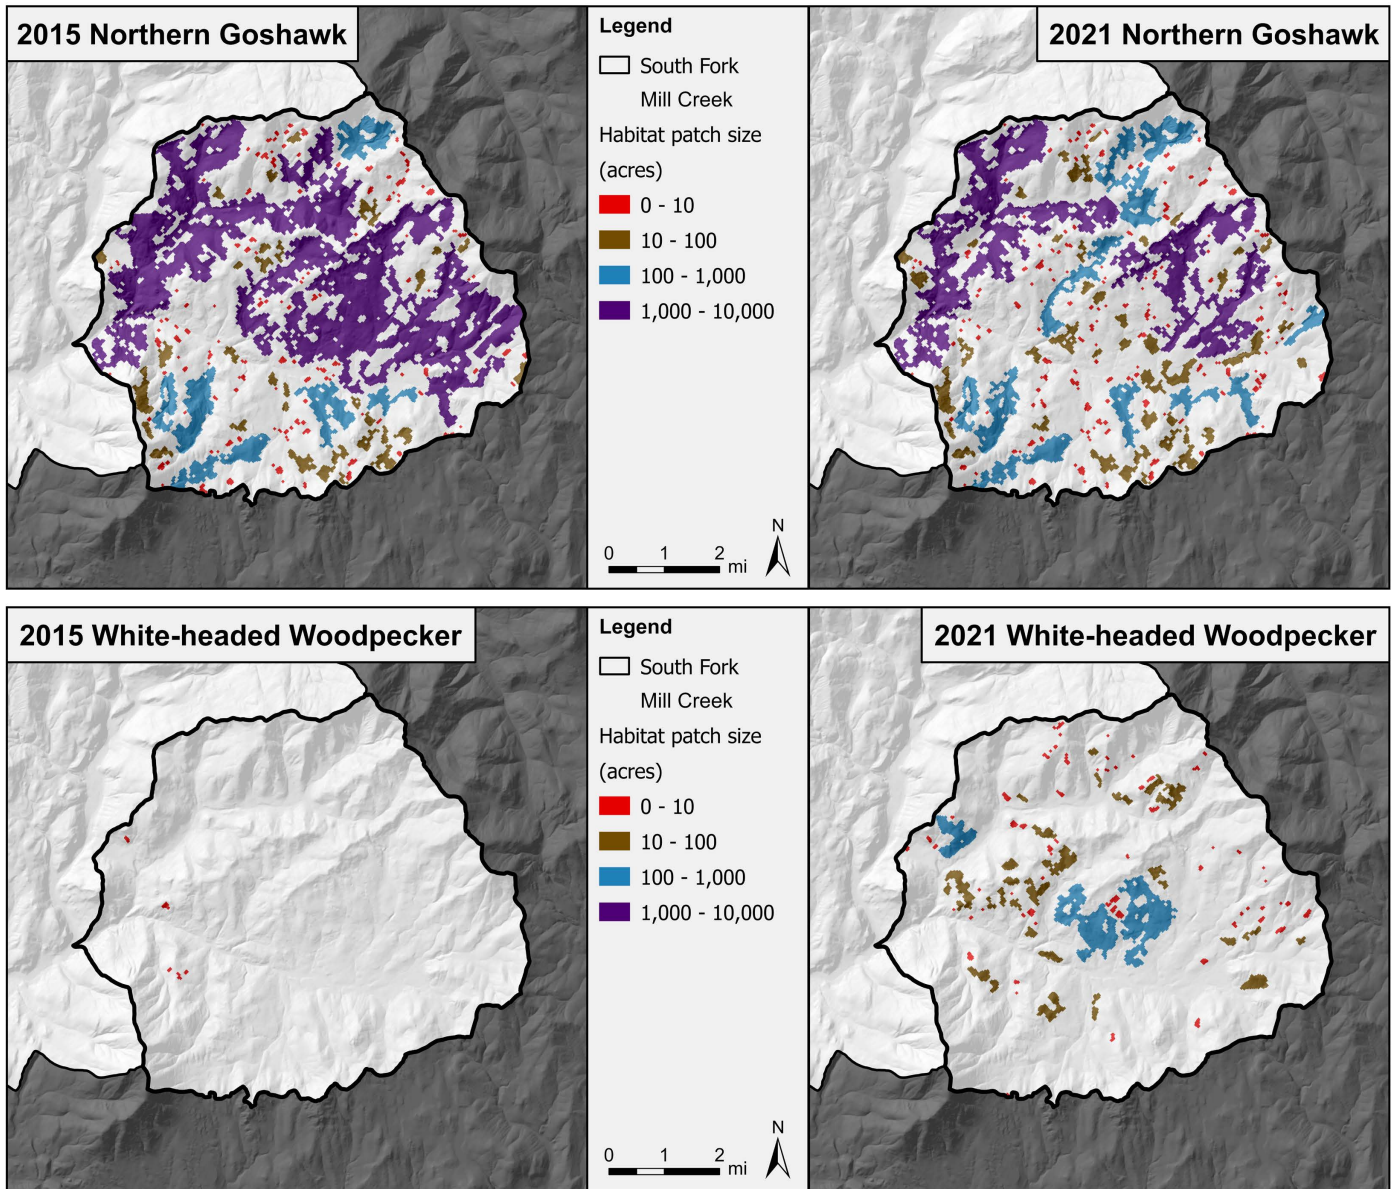 2015 Northern Goshawk
Legend
South Fork
Mill Creek
Habitat patch size
(acres)
0 - 10
10 - 100
100 - 1,000
1,000 - 10,000
N
0 1 2
mi
2021 Northern Goshawk
2015 White-headed Woodpecker
Legend
South Fork
Mill Creek
Habitat patch size
(acres)
0 - 10
10 - 100
100 - 1,000
1,000 - 10,000
N
0 1 2
mi
2021 White-headed Woodpecker